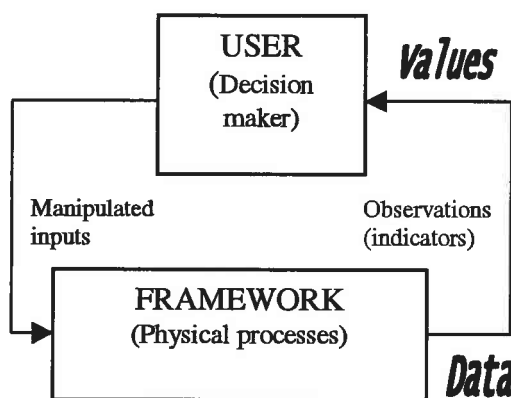 USER
(Decision
maker)
Values
Manipulated
inputs
Observations
(indicators)
FRAMEWORK
(Physical processes)
Data